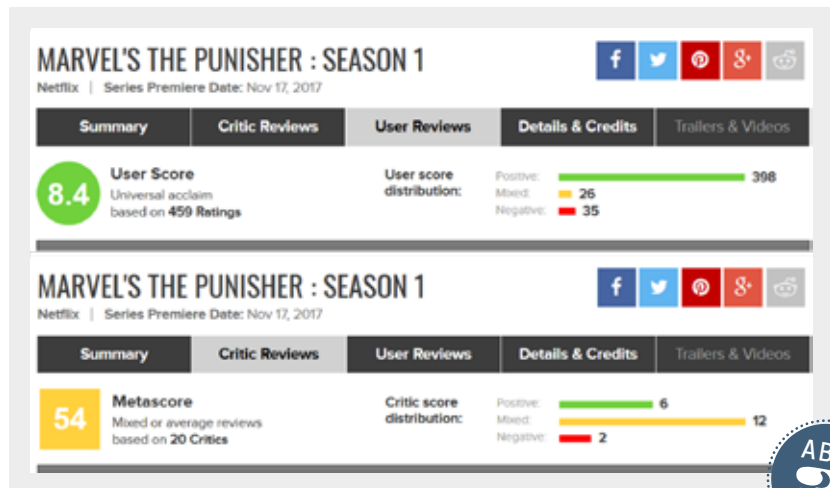 MARVEL'S THE PUNISHER : SEASON 1
Netflix | Series Premiere Date: Nov 17, 2017
Summary Critic Reviews User Reviews Details & Credits Trailers & Videos
8.4
User Score
Universal acclaim
based on 459 Ratings
User score
distribution:
Positive: 398
Mixed: 26
Negative: 35
MARVEL'S THE PUNISHER : SEASON 1
Netflix | Series Premiere Date: Nov 17, 2017
Summary Critic Reviews User Reviews Details & Credits Trailers & Videos
54
Metascore
Mixed or average reviews
based on 20 Critics
Critic score
distribution:
Positive: 6
Mixed: 12
Negative: 2
AB